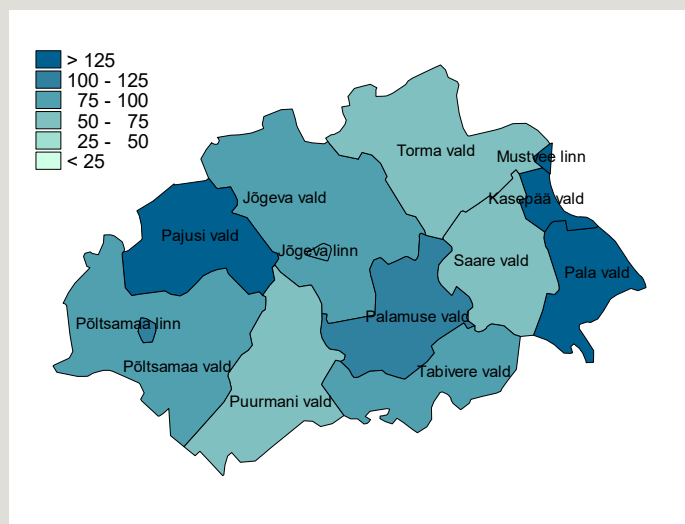 > 125
100 - 125
75 - 100
50 - 75
25 - 50
< 25
Torma vald
Mustvee linn
Jõgeva vald
Kasepää vald
Pajusi vald
Jõgeva linn
Saare vald
Pala vald
Põltsamaa linn
Palamuse vald
Põltsamaa vald
Tabivere vald
Puurmani vald